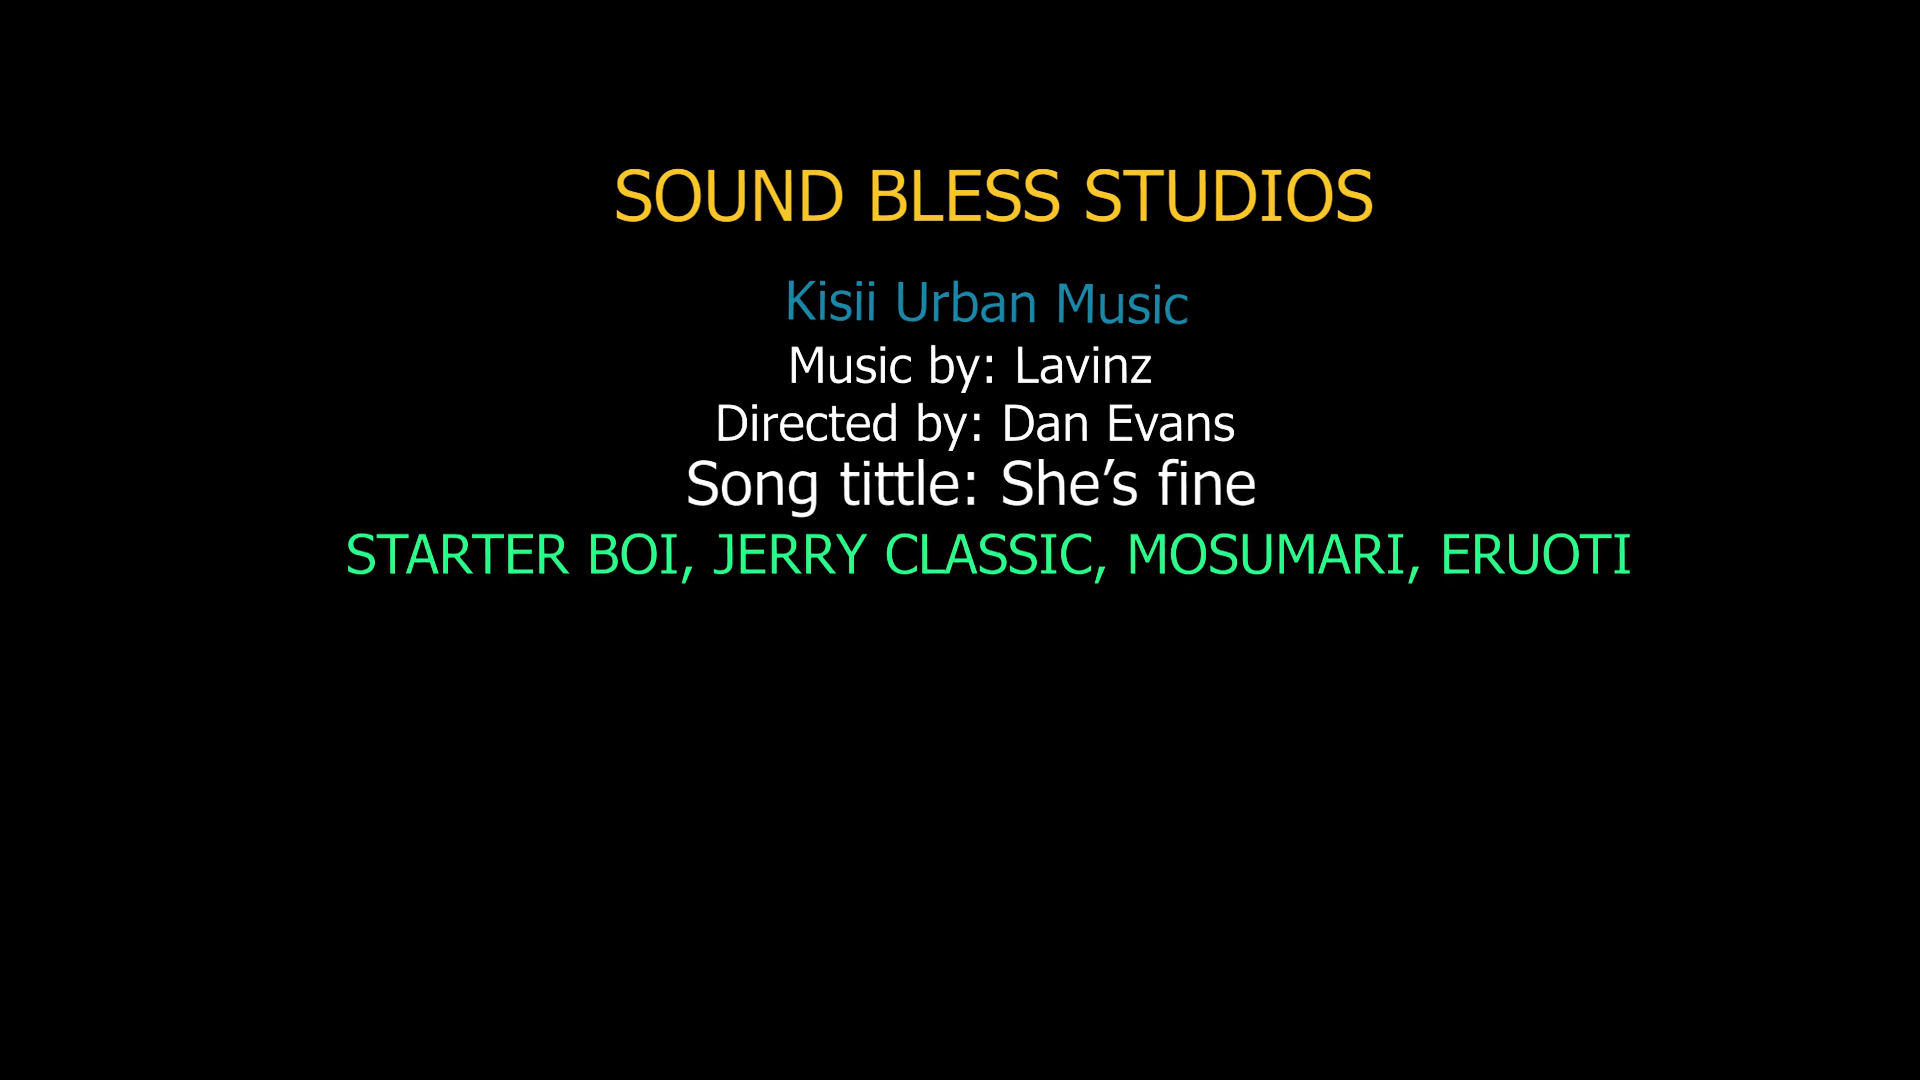 SOUND BLESS STUDIOS
Kisii Urban Music
Music by: Lavinz
Directed by: Dan Evans
Song tittle: She’s fine
STARTER BOI, JERRY CLASSIC, MOSUMARI, ERUOTI